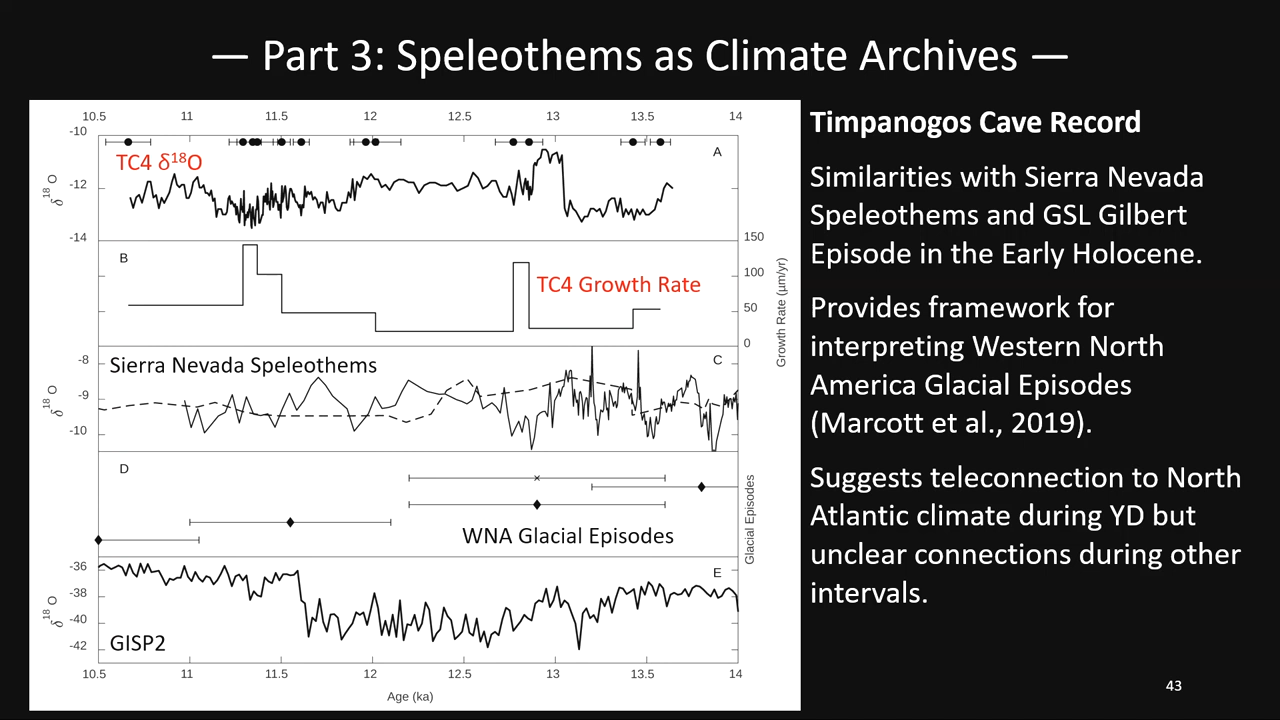 — Part 3: Speleothems as Climate Archives —
10.5 11 11.5 12 12.5 13 13.5 14
-10
TC4 δ18O
A
δ 18 O
-12
-14
150
B
100
TC4 Growth Rate
50
0
Growth Rate (μm/yr)
Sierra Nevada Speleothems
C
-8
δ 18 O
-9
-10
D
WNA Glacial Episodes
Glacial Episodes
-36
E
-38
δ 18 O
-40
GISP2
-42
10.5 11 11.5 12 12.5 13 13.5 14
Age (ka)
Timpanogos Cave Record
Similarities with Sierra Nevada
Speleothems and GSL Gilbert
Episode in the Early Holocene.
Provides framework for
interpreting Western North
America Glacial Episodes
(Marcott et al., 2019).
Suggests teleconnection to North
Atlantic climate during YD but
unclear connections during other
intervals.
43